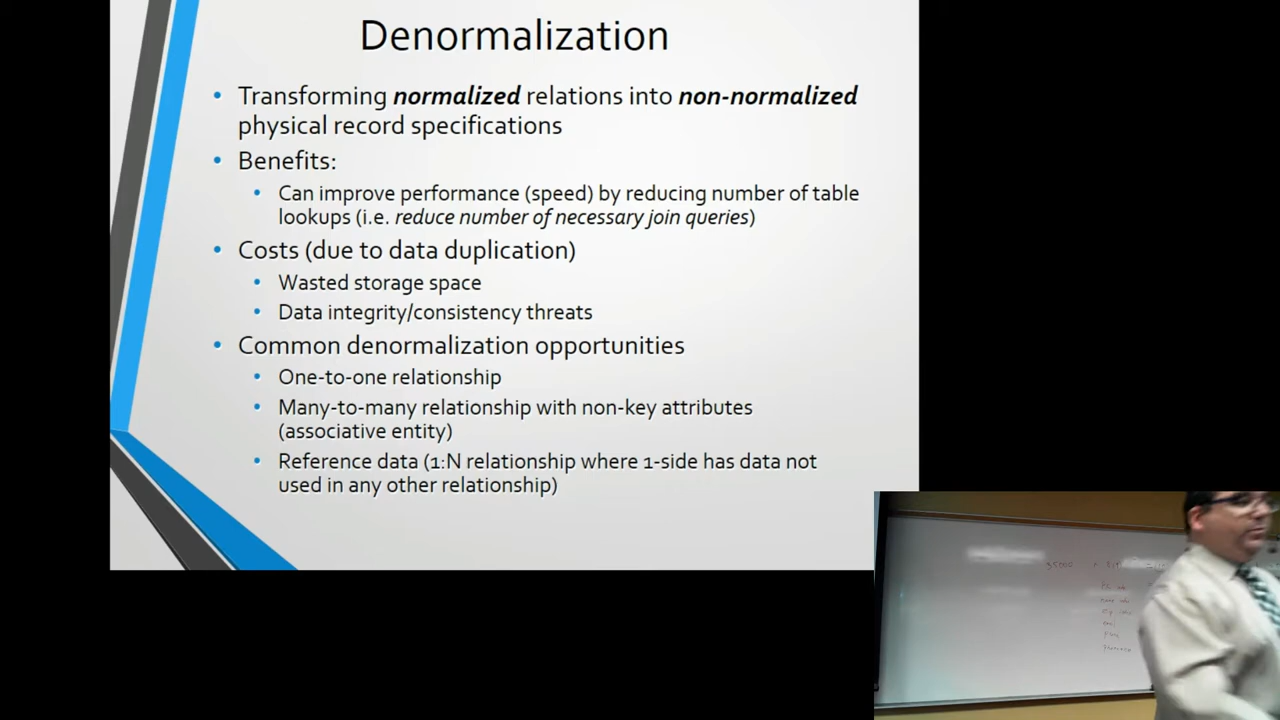 Denormalization
• Transforming normalized relations into non-normalized
physical record specifications
• Benefits:
• Can improve performance (speed) by reducing number of table
lookups (i.e. reduce number of necessary join queries)
• Costs (due to data duplication)
• Wasted storage space
• Data integrity/consistency threats
• Common denormalization opportunities
• One-to-one relationship
• Many-to-many relationship with non-key attributes
(associative entity)
• Reference data (1:N relationship where 1-side has data not
used in any other relationship)